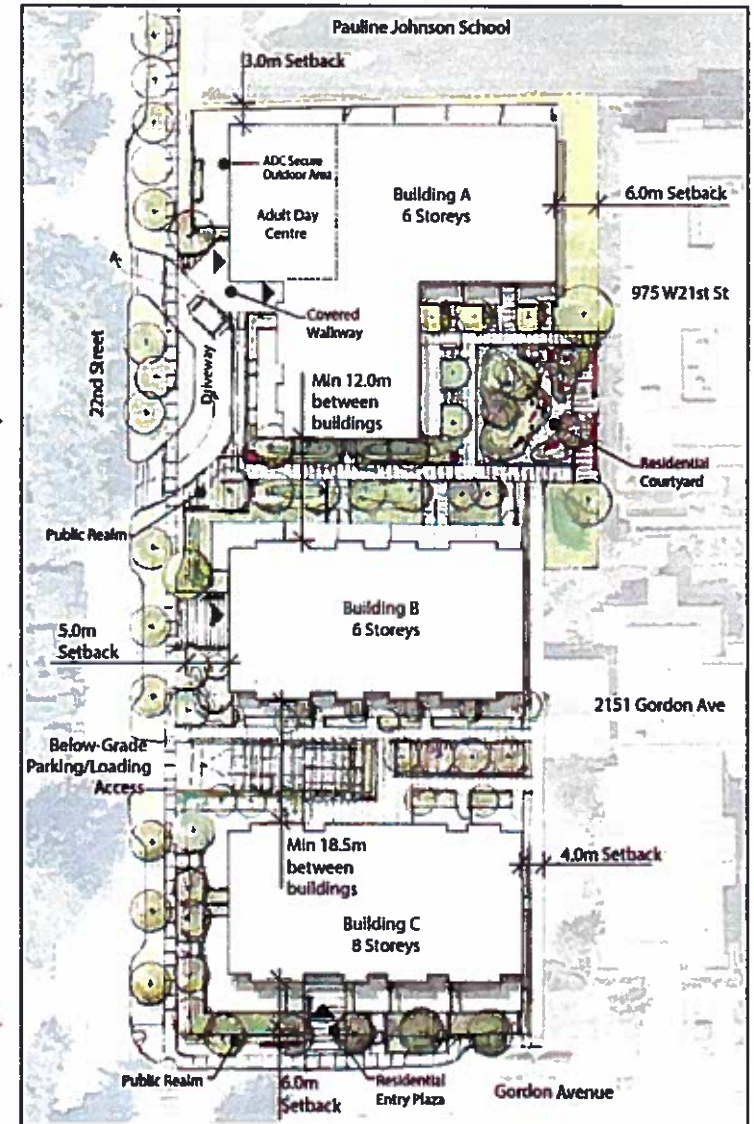 Pauline Johnson School
3.0m Setback
ADC Secure
Outdoor Area
Building A
6 Storeys
Adult Day
Centre
6.0m Setback
975 W21st St
Covered
Walkway
22nd Street
Driveway
Min 12.0m
between
buildings
Residential
Courtyard
Public Realm
Building B
6 Storeys
5.0m
Setback
2151 Gordon Ave
Below-Grade
Parking/Loading
Access
Min 18.5m
between
buildings
4.0m Setback
Building C
8 Storeys
Public Realm
6.0m
Setback
Residential
Entry Plaza
Gordon Avenue